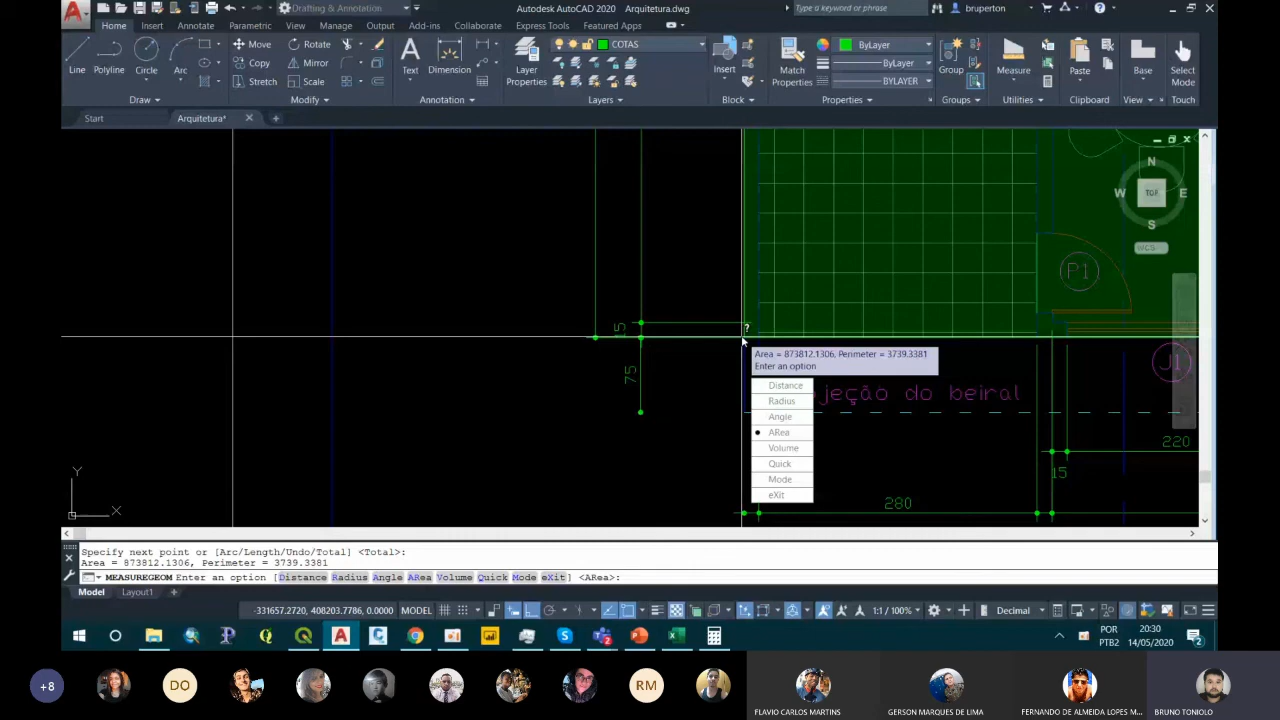 Drafting & Annotation
Autodesk AutoCAD 2020 Arquitetura.dwg
Type a keyword or phrase
bruperton
Home Insert Annotate Parametric View Manage Output Add-ins Collaborate Express Tools Featured Apps
Line Polyline Circle Arc
Move Rotate
Copy Mirror
Stretch Scale
Text Dimension
Layer Properties
COTAS
Insert
Match Properties
ByLayer
ByLayer
BYLAYER
Group
Measure
Paste
Base
Select Mode
Draw Modify Annotation Layers Block Properties Groups Utilities Clipboard View Touch
Start Arquitetura*
N
W TOP E
S
WCS
P1
15
?
Area = 873812.1306, Perimeter = 3739.3381
Enter an option
75
Distance
Radius
Angle
ARea
Volume
Quick
Mode
eXit
jeção do beiral
J1
220
15
280
Y
X
Specify next point or [Arc/Length/Undo/Total] <Total>:
Area = 873812.1306, Perimeter = 3739.3381
MEASUREGEOM Enter an option [Distance Radius Angle ARea Volume Quick Mode eXit] <ARea>:
Model Layout1
-331657.2720, 408203.7786, 0.0000 MODEL 1:1 / 100% Decimal
POR
PTB2
20:30
14/05/2020
2
+8 DO RM
FLAVIO CARLOS MARTINS GERSON MARQUES DE LIMA FERNANDO DE ALMEIDA LOPES M... BRUNO TONIOLO